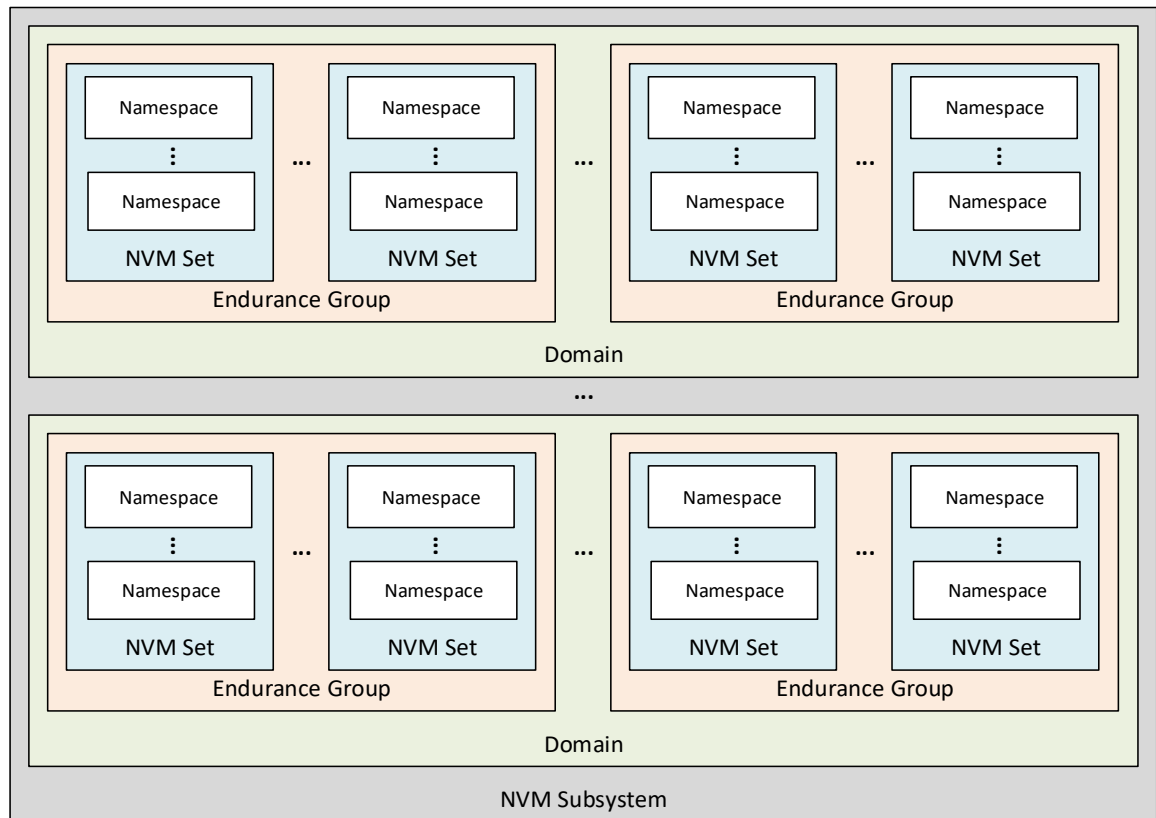 Namespace Namespace Namespace Namespace
... ... ...
Namespace Namespace Namespace Namespace
NVM Set NVM Set NVM Set NVM Set
Endurance Group Endurance Group
Domain
...
Namespace Namespace Namespace Namespace
... ... ...
Namespace Namespace Namespace Namespace
NVM Set NVM Set NVM Set NVM Set
Endurance Group Endurance Group
Domain
NVM Subsystem